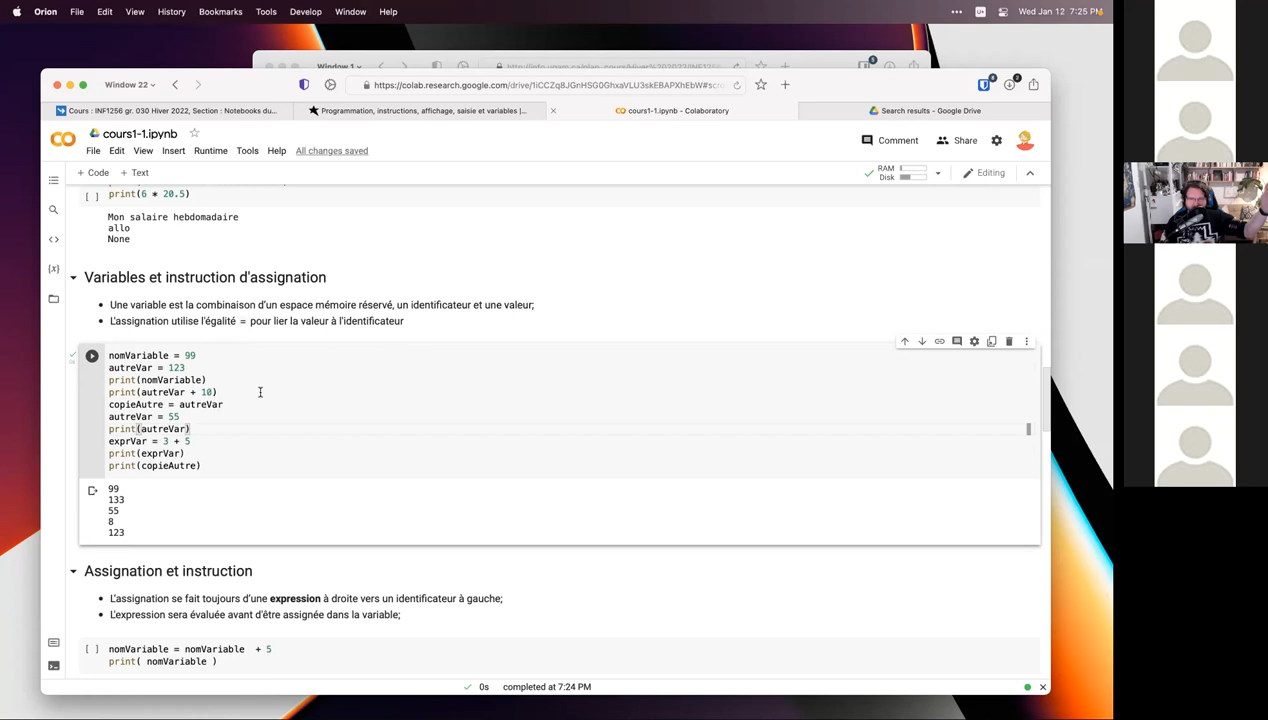 Orion File Edit View History Bookmarks Tools Develop Window Help
Wed Jan 12 7:25 PM
Window 1
Window 22
https://colab.research.google.com/drive/1iCCZq8JGnHSG0GhxaVLU3skEBAPXhEbW#scro
Cours : INF1256 gr. 030 Hiver 2022, Section : Notebooks du...
Programmation, instructions, affichage, saisie et variables |...
cours1-1.ipynb - Colaboratory
Search results - Google Drive
cours1-1.ipynb
Comment Share
File Edit View Insert Runtime Tools Help All changes saved
+ Code + Text
RAM
Disk
Editing
[ ] print(6 * 20.5)
Mon salaire hebdomadaire
allo
None
Variables et instruction d'assignation
• Une variable est la combinaison d'un espace mémoire réservé, un identificateur et une valeur;
• L'assignation utilise l'égalité = pour lier la valeur à l'identificateur
nomVariable = 99
autreVar = 123
print(nomVariable)
print(autreVar + 10)
copieAutre = autreVar
autreVar = 55
print(autreVar)
exprVar = 3 + 5
print(exprVar)
print(copieAutre)
99
133
55
8
123
Assignation et instruction
• L'assignation se fait toujours d'une expression à droite vers un identificateur à gauche;
• L'expression sera évaluée avant d'être assignée dans la variable;
[ ] nomVariable = nomVariable + 5
print( nomVariable )
0s completed at 7:24 PM